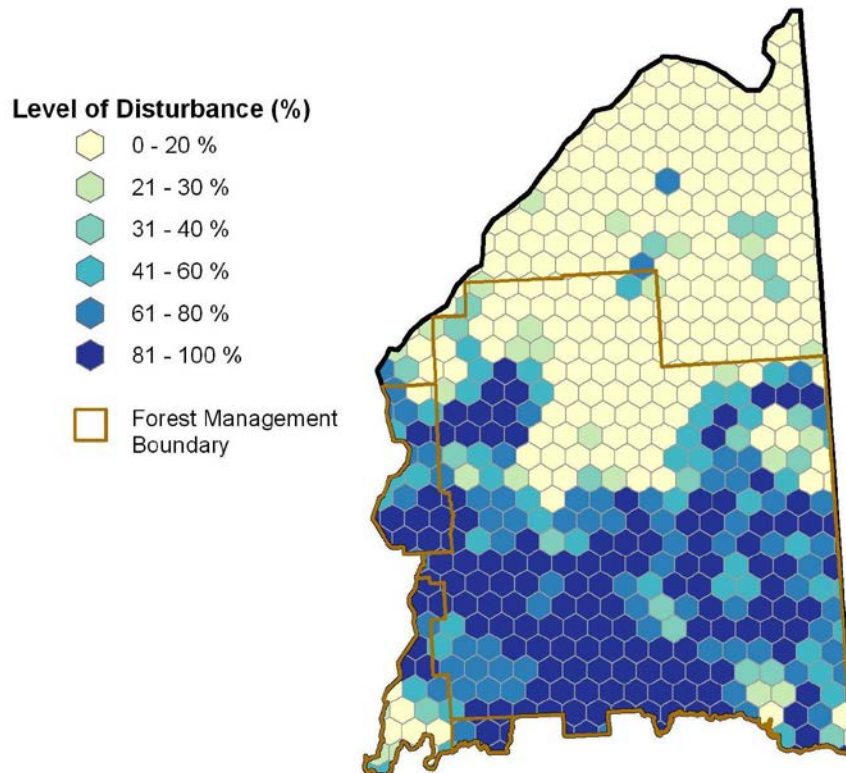 Level of Disturbance (%)
0 - 20 %
21 - 30 %
31 - 40 %
41 - 60 %
61 - 80 %
81 - 100 %
Forest Management
Boundary